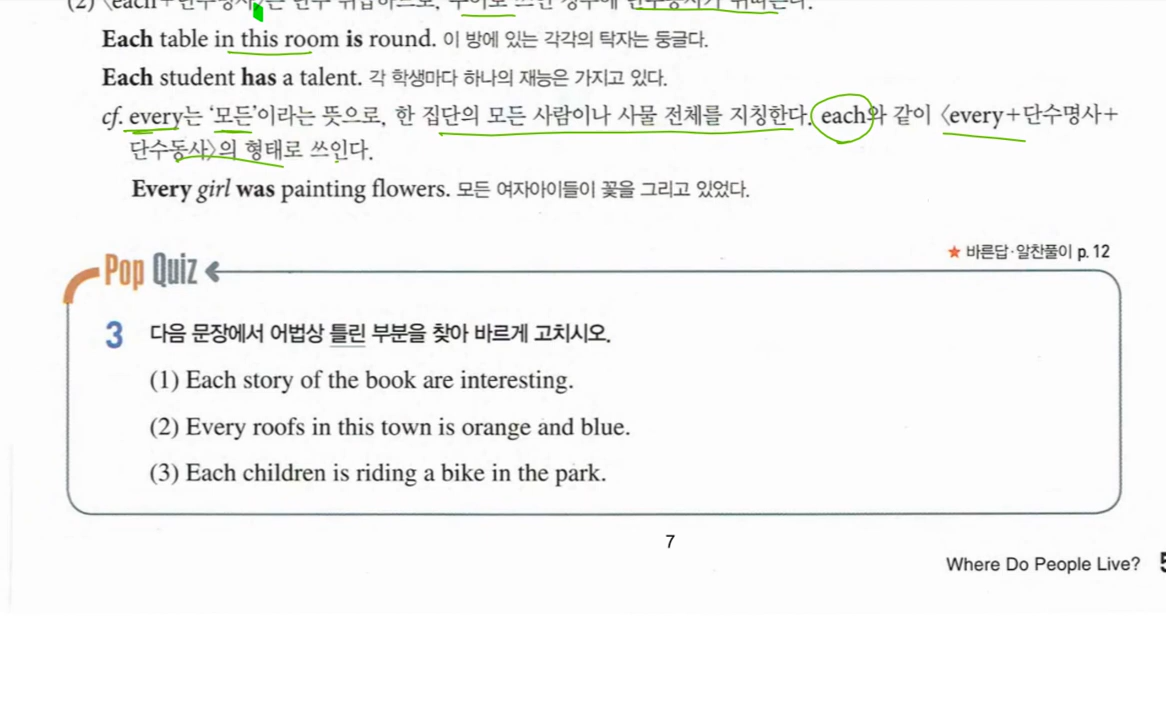 Each table in this room is round. 이 방에 있는 각각의 탁자는 둥글다.
Each student has a talent. 각 학생마다 하나의 재능은 가지고 있다.
cf. every는 ‘모든’이라는 뜻으로, 한 집단의 모든 사람이나 사물 전체를 지칭한다. each와 같이 〈every+단수명사+
단수동사〉의 형태로 쓰인다.
Every girl was painting flowers. 모든 여자아이들이 꽃을 그리고 있었다.
★ 바른답·알찬풀이 p. 12
Pop Quiz
3 다음 문장에서 어법상 틀린 부분을 찾아 바르게 고치시오.
(1) Each story of the book are interesting.
(2) Every roofs in this town is orange and blue.
(3) Each children is riding a bike in the park.
7
Where Do People Live?